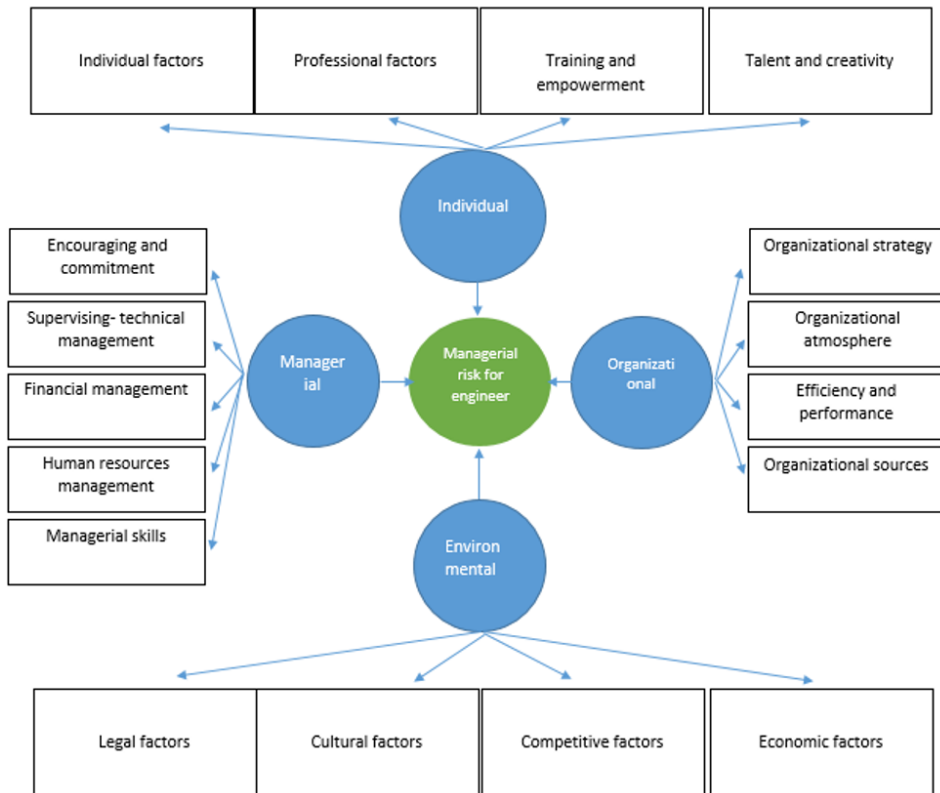 Individual factors
Professional factors
Training and
empowerment
Talent and creativity
Individual
Encouraging and
commitment
Supervising- technical
management
Financial management
Human resources
management
Managerial skills
Manager
ial
Managerial
risk for
engineer
Organizati
onal
Organizational strategy
Organizational
atmosphere
Efficiency and
performance
Organizational sources
Environ
mental
Legal factors
Cultural factors
Competitive factors
Economic factors